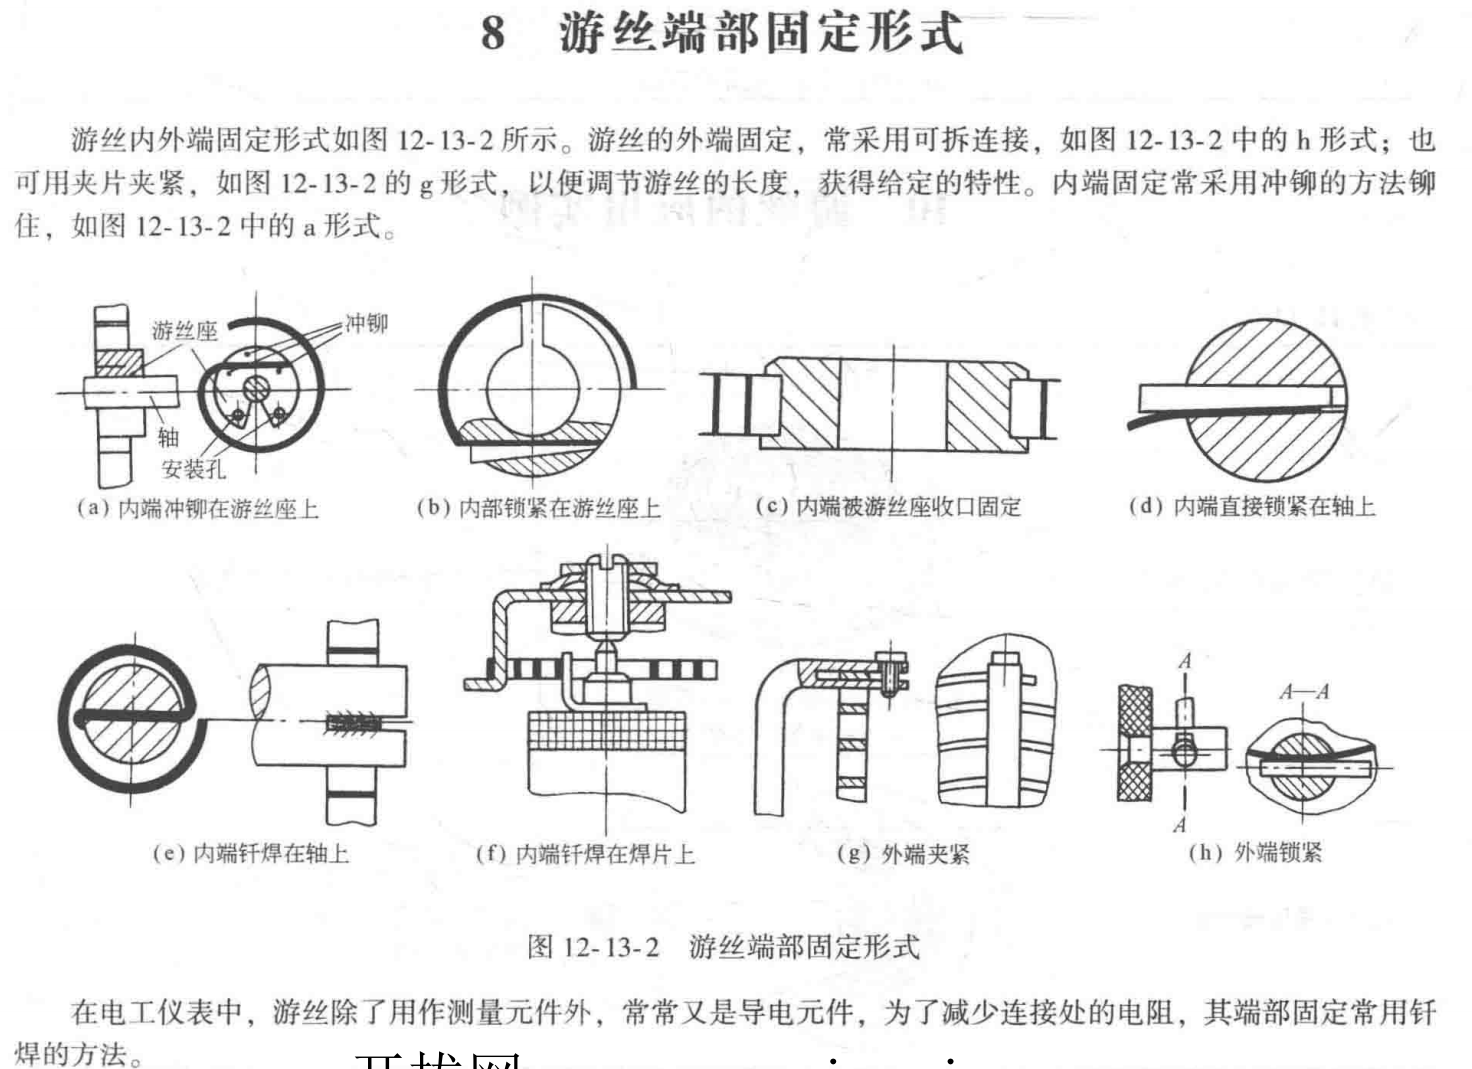 8 游丝端部固定形式
游丝内外端固定形式如图 12-13-2 所示。游丝的外端固定，常采用可拆连接，如图 12-13-2 中的 h 形式；也
可用夹片夹紧，如图 12-13-2 的 g 形式，以便调节游丝的长度，获得给定的特性。内端固定常采用冲铆的方法铆
住，如图 12-13-2 中的 a 形式。
游丝座
冲铆
轴
安装孔
(a) 内端冲铆在游丝座上
(b) 内部锁紧在游丝座上
(c) 内端被游丝座收口固定
(d) 内端直接锁紧在轴上
A
A—A
A
(e) 内端钎焊在轴上
(f) 内端钎焊在焊片上
(g) 外端夹紧
(h) 外端锁紧
图 12-13-2 游丝端部固定形式
在电工仪表中，游丝除了用作测量元件外，常常又是导电元件，为了减少连接处的电阻，其端部固定常用钎
焊的方法。